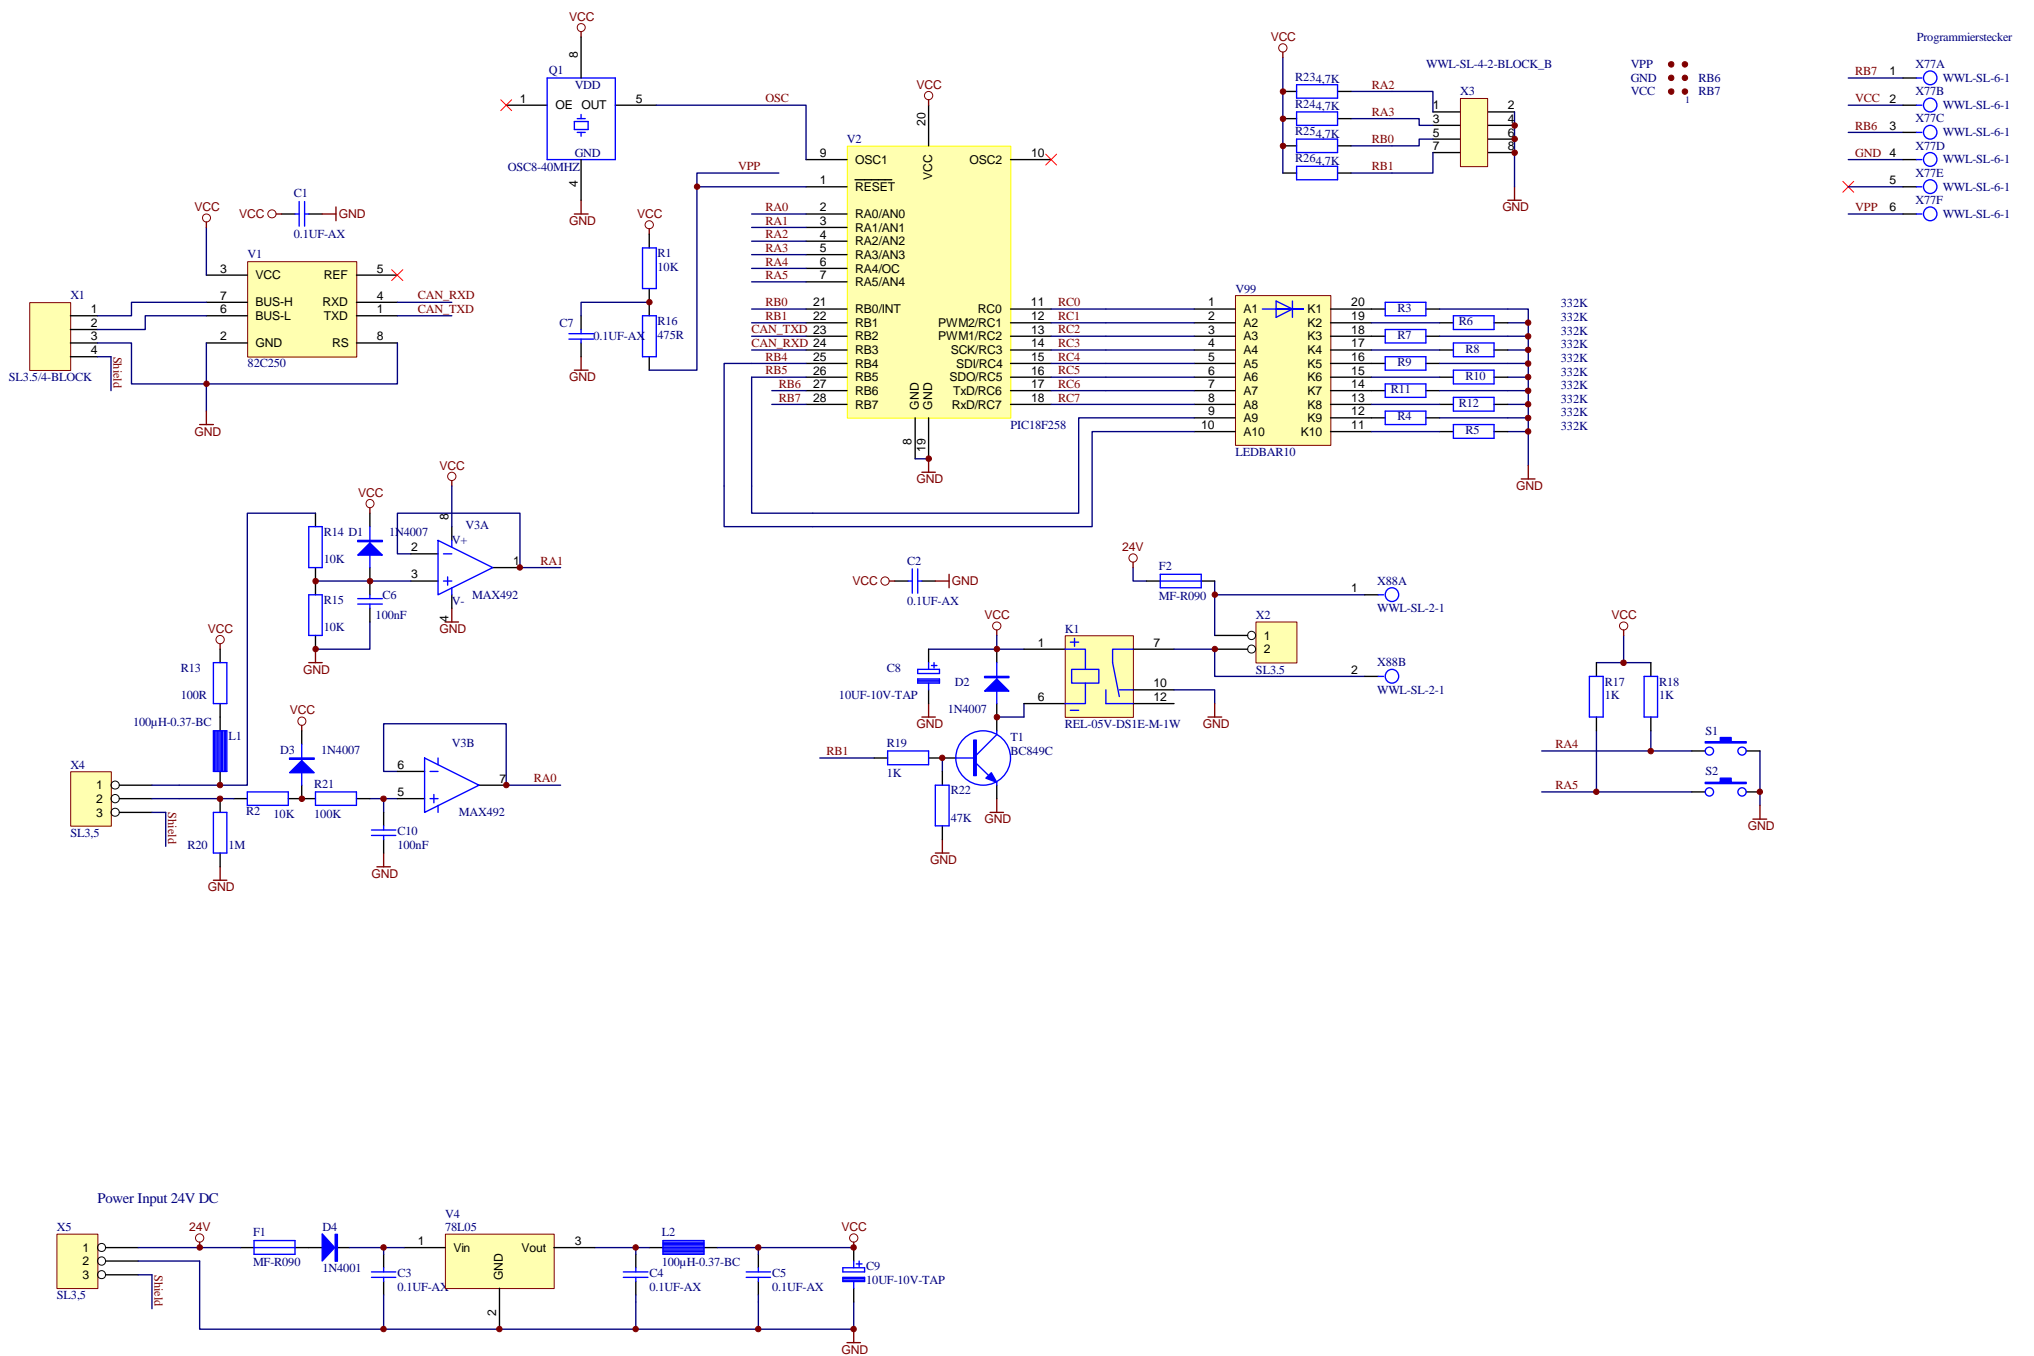 VCC
8
Q1
VDD
1
OE OUT
5
OSC
GND
OSC8-40MHZ
4
GND
VCC
20
V2
9
OSC1
VCC
OSC2
10
VPP
1
RESET
RA0
2
RA0/AN0
RA1
3
RA1/AN1
RA2
4
RA2/AN2
RA3
5
RA3/AN3
RA4
6
RA4/OC
RA5
7
RA5/AN4
RB0
21
RB0/INT
RC0
11
RC0
RB1
22
RB1
PWM2/RC1
12
RC1
CAN_TXD
23
RB2
PWM1/RC2
13
RC2
CAN_RXD
24
RB3
SCK/RC3
14
RC3
RB4
25
RB4
SDI/RC4
15
RC4
RB5
26
RB5
SDO/RC5
16
RC5
RB6
27
RB6
TxD/RC6
17
RC6
RB7
28
RB7
RxD/RC7
18
RC7
GND
GND
PIC18F258
8
19
GND
VCC
R1
10K
C7
0.1UF-AX
R16
475R
GND
VCC
VCC
C1
GND
0.1UF-AX
V1
3
VCC
REF
5
7
BUS-H
RXD
4
CAN_RXD
6
BUS-L
TXD
1
CAN_TXD
2
GND
RS
8
82C250
X1
1
2
3
4
SL3.5/4-BLOCK
Shield
GND
V99
1
A1
K1
20
R3
332K
2
A2
K2
19
R6
332K
3
A3
K3
18
R7
332K
4
A4
K4
17
R8
332K
5
A5
K5
16
R9
332K
6
A6
K6
15
R10
332K
7
A7
K7
14
R11
332K
8
A8
K8
13
R12
332K
9
A9
K9
12
R4
332K
10
A10
K10
11
R5
332K
LEDBAR10
GND
VCC
WWL-SL-4-2-BLOCK_B
R23
4,7K
RA2
R24
4,7K
RA3
R25
4,7K
RB0
R26
4,7K
RB1
X3
1
2
3
4
5
6
7
8
GND
VPP
GND
RB6
VCC
RB7
1
Programmierstecker
X77A
RB7
1
WWL-SL-6-1
X77B
VCC
2
WWL-SL-6-1
X77C
RB6
3
WWL-SL-6-1
X77D
GND
4
WWL-SL-6-1
X77E
5
WWL-SL-6-1
X77F
VPP
6
WWL-SL-6-1
VCC
VCC
8
V3A
R14
D1
1N4007
V+
10K
2
1
RA1
3
R15
C6
V-
MAX492
10K
100nF
4
GND
GND
VCC
R13
100R
100µH-0.37-BC
L1
VCC
D3
1N4007
V3B
6
7
RA0
5
MAX492
X4
1
2
3
SL3,5
Shield
R2
10K
R21
100K
R20
1M
C10
100nF
GND
GND
VCC
C2
GND
0.1UF-AX
24V
F2
MF-R090
1
X88A
WWL-SL-2-1
X2
1
2
SL3.5
2
X88B
WWL-SL-2-1
VCC
K1
1
7
6
10
12
REL-05V-DS1E-M-1W
GND
C8
10UF-10V-TAP
GND
D2
1N4007
T1
BC849C
RB1
R19
1K
R22
47K
GND
GND
VCC
R17
1K
R18
1K
RA4
S1
RA5
S2
GND
Power Input 24V DC
X5
1
2
3
SL3,5
Shield
24V
F1
MF-R090
D4
1N4001
C3
0.1UF-AX
V4
78L05
1
Vin
Vout
3
GND
2
C4
0.1UF-AX
L2
100µH-0.37-BC
C5
0.1UF-AX
VCC
C9
10UF-10V-TAP
GND